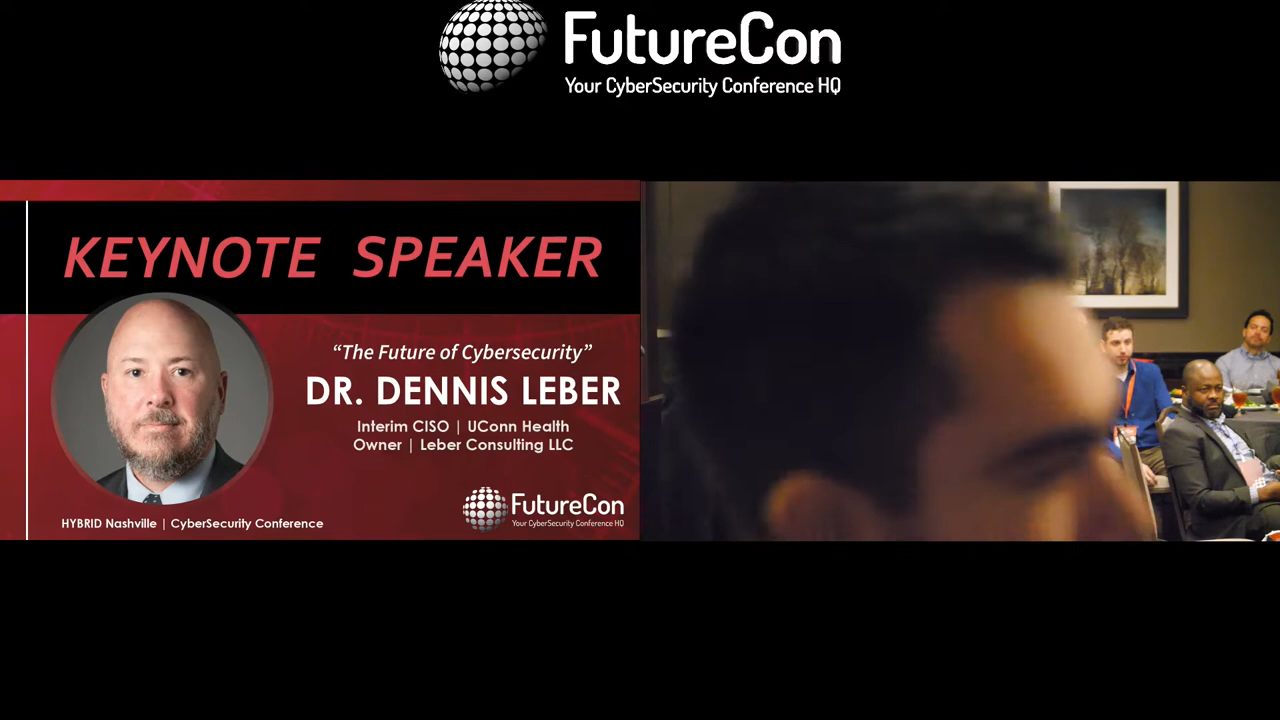 FutureCon
Your CyberSecurity Conference HQ
KEYNOTE SPEAKER
“The Future of Cybersecurity”
DR. DENNIS LEBER
Interim CISO | UConn Health
Owner | Leber Consulting LLC
FutureCon
Your CyberSecurity Conference HQ
HYBRID Nashville | CyberSecurity Conference